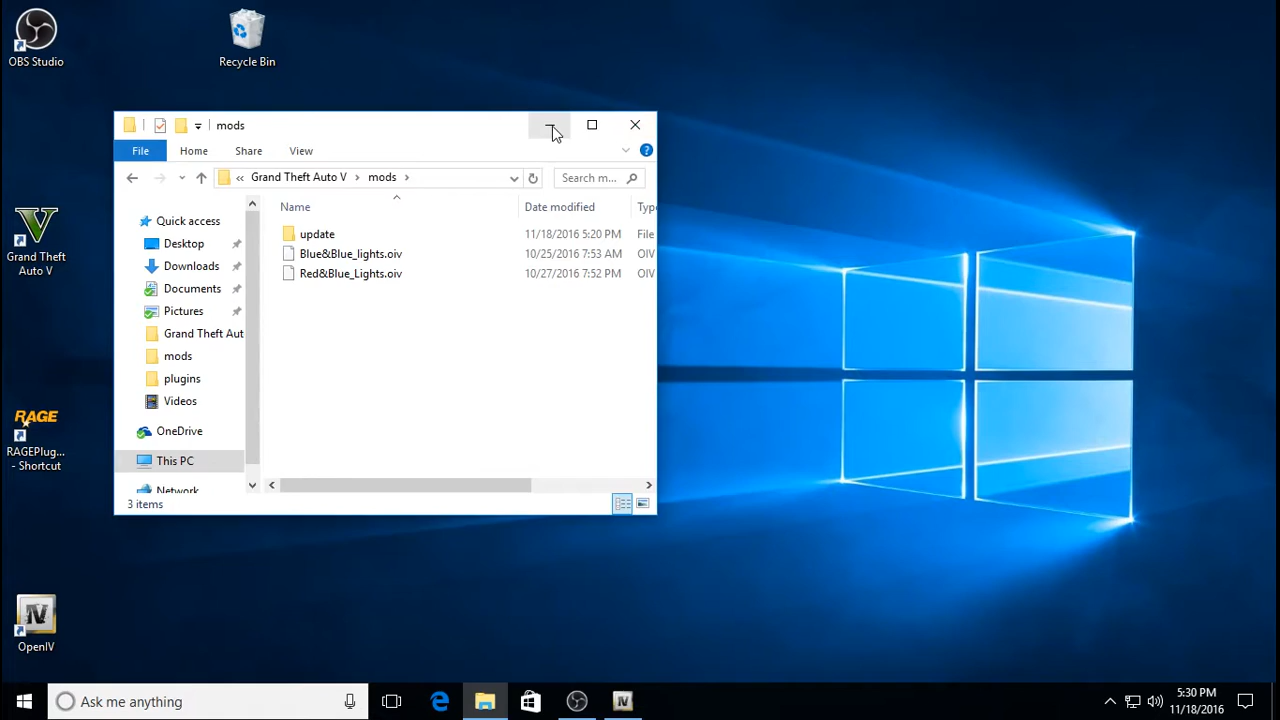 OBS Studio
Recycle Bin
Grand Theft
Auto V
RAGE
RAGEPlug...
- Shortcut
IV
OpenIV
mods
File
Home
Share
View
« Grand Theft Auto V > mods >
Search m...
Name
Date modified
Type
update
11/18/2016 5:20 PM
File
Blue&Blue_lights.oiv
10/25/2016 7:53 AM
OIV
Red&Blue_Lights.oiv
10/27/2016 7:52 PM
OIV
Quick access
Desktop
Downloads
Documents
Pictures
Grand Theft Aut
mods
plugins
Videos
OneDrive
This PC
Network
3 items
Ask me anything
5:30 PM
11/18/2016